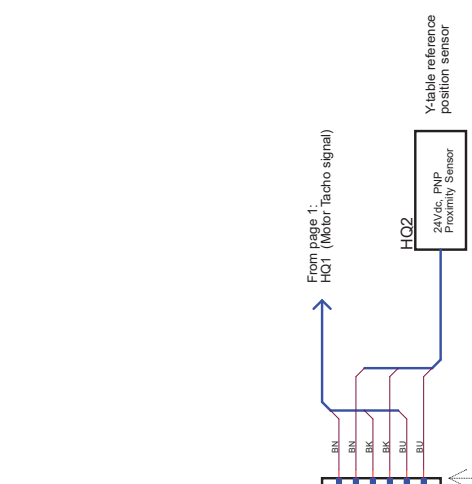 Y-table reference
position sensor
From page 1:
HQ1 (Motor Tacho signal)
HQ2
24Vdc, PNP
Proximity Sensor
BN
BN
BK
BK
BU
BU